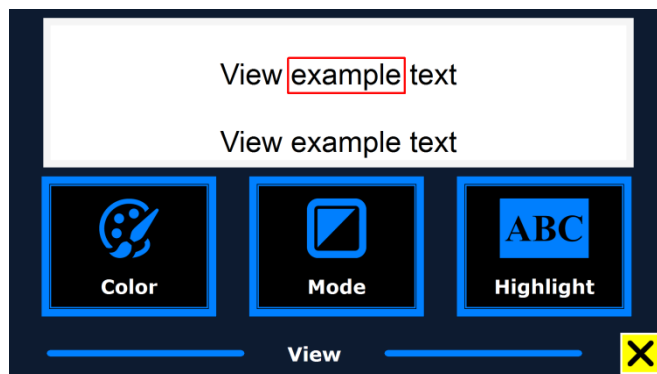 View example text
View example text
ABC
Color
Mode
Highlight
View